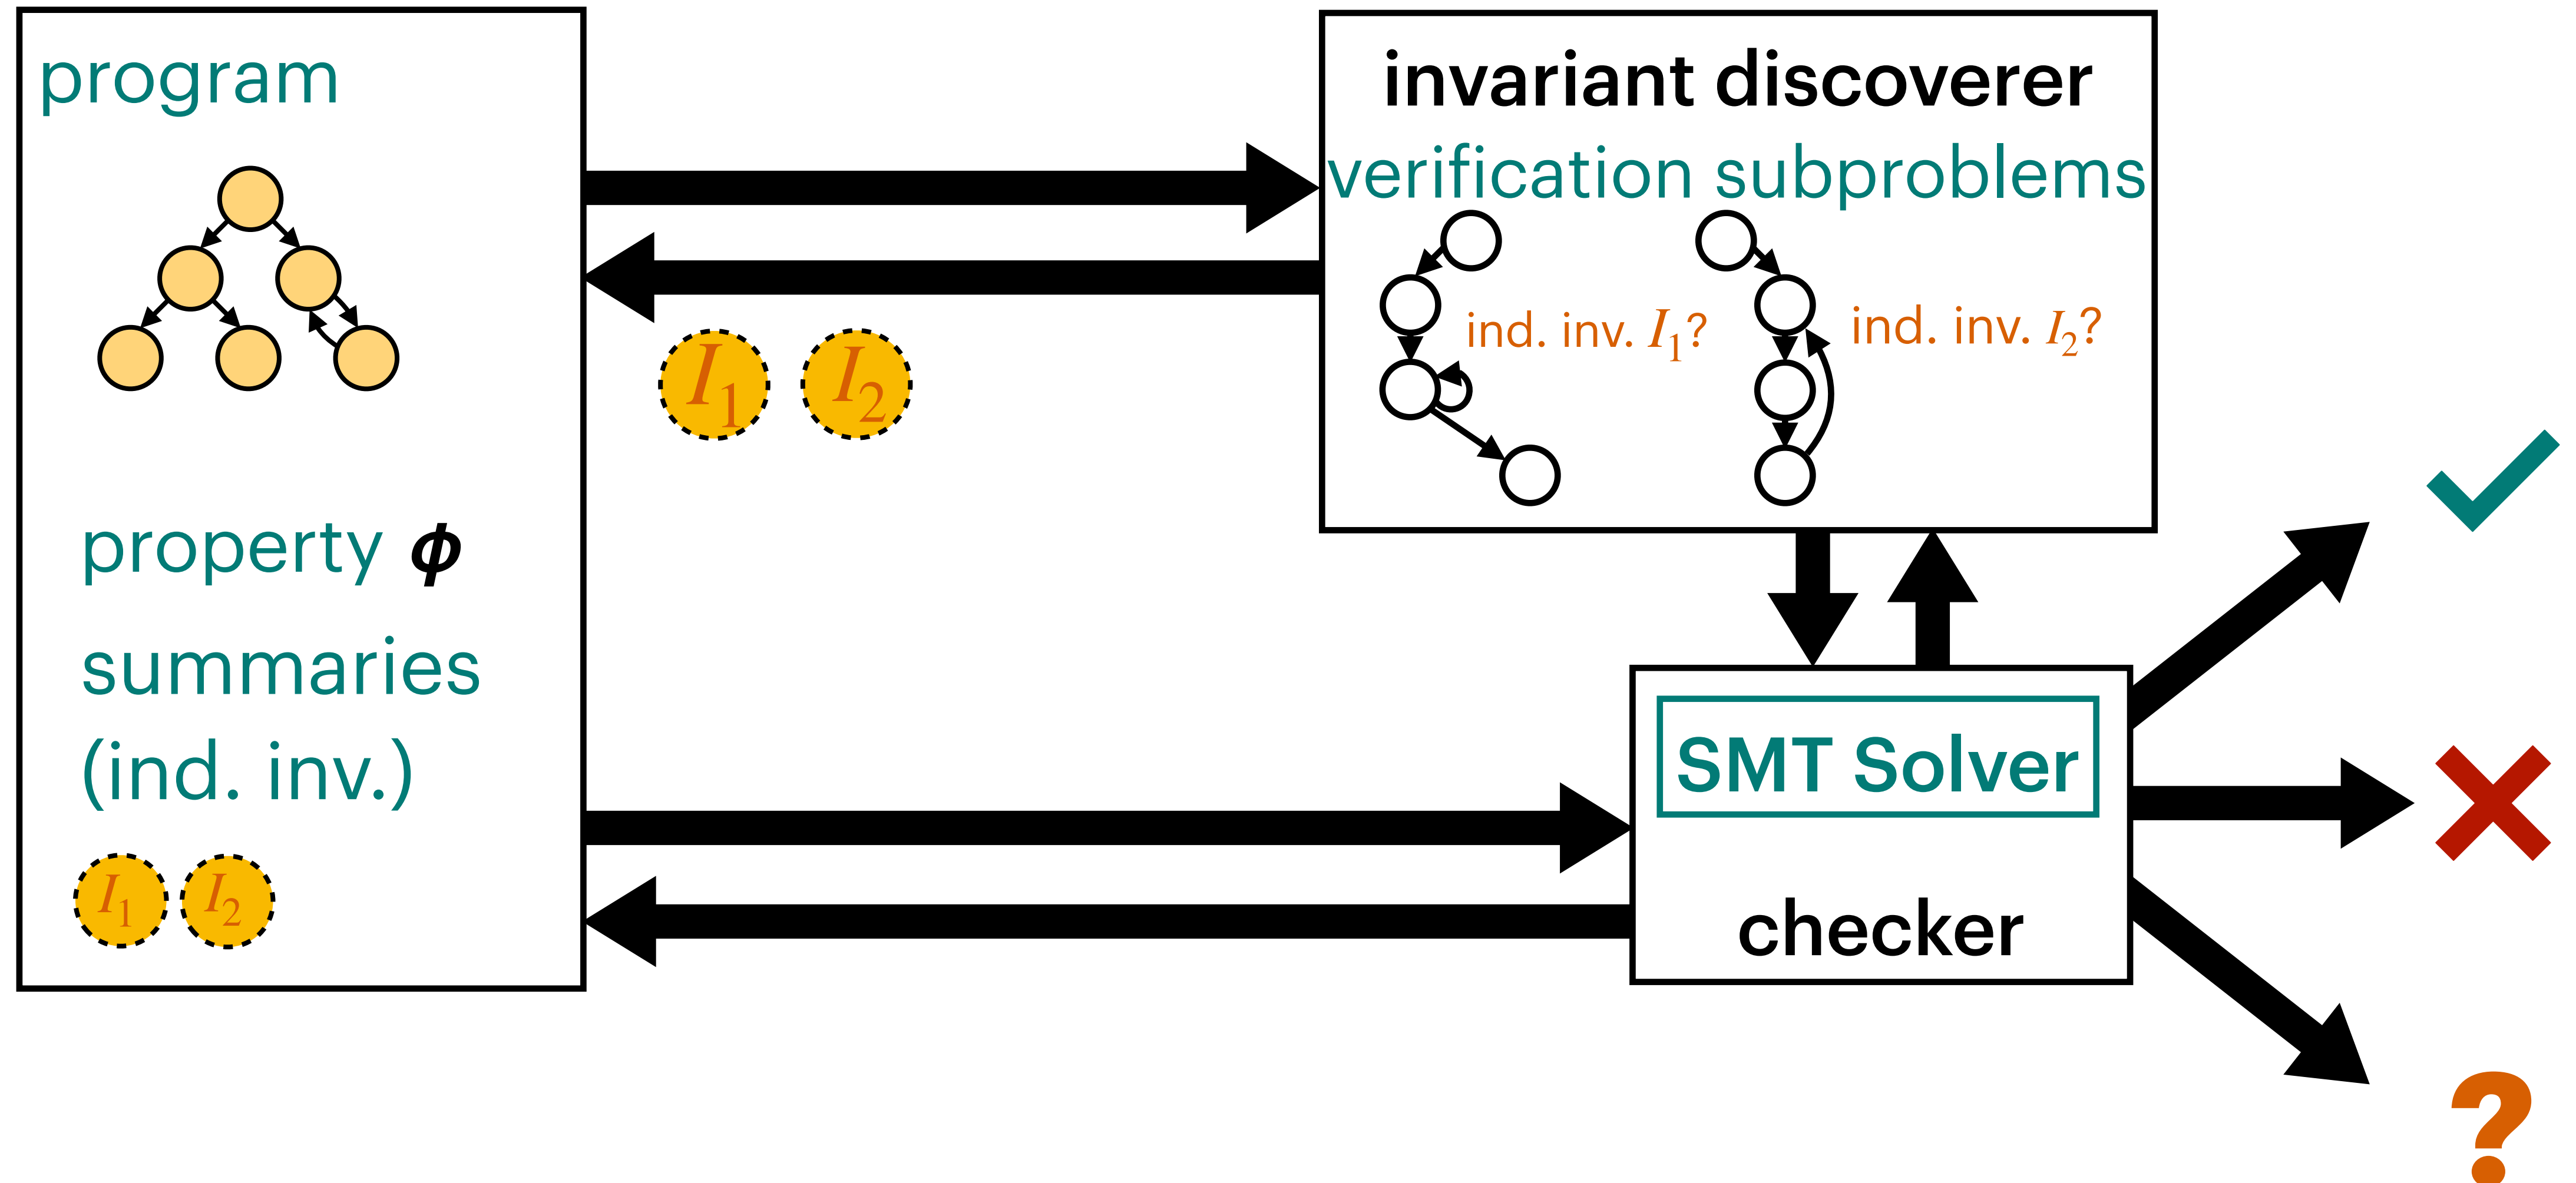 program
property ϕ
summaries
(ind. inv.)
I₁ I₂
I₁ I₂
invariant discoverer
verification subproblems
ind. inv. I₁?
ind. inv. I₂?
SMT Solver
checker
?